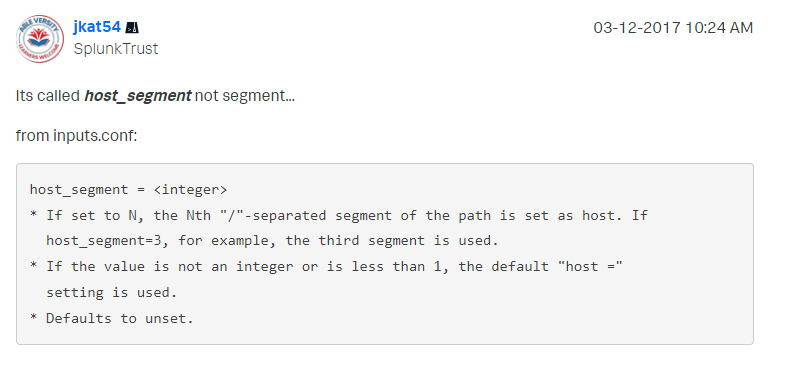 jkat54
03-12-2017 10:24 AM
SplunkTrust
Its called host_segment not segment...
from inputs.conf:
host_segment = <integer>
* If set to N, the Nth "/"-separated segment of the path is set as host. If
host_segment=3, for example, the third segment is used.
* If the value is not an integer or is less than 1, the default "host ="
setting is used.
* Defaults to unset.